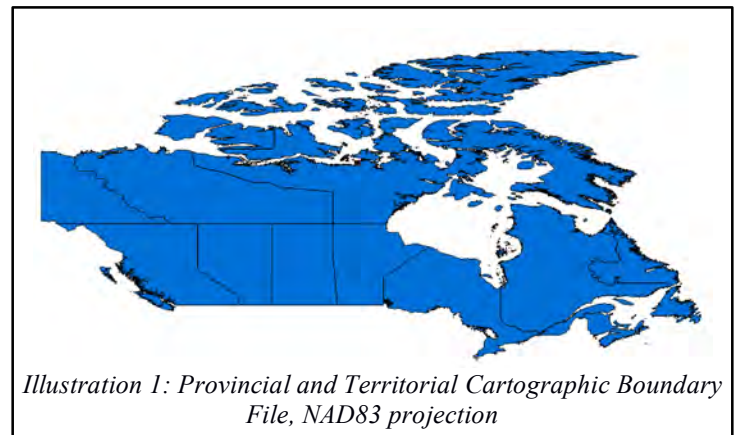 Illustration 1: Provincial and Territorial Cartographic Boundary
File, NAD83 projection